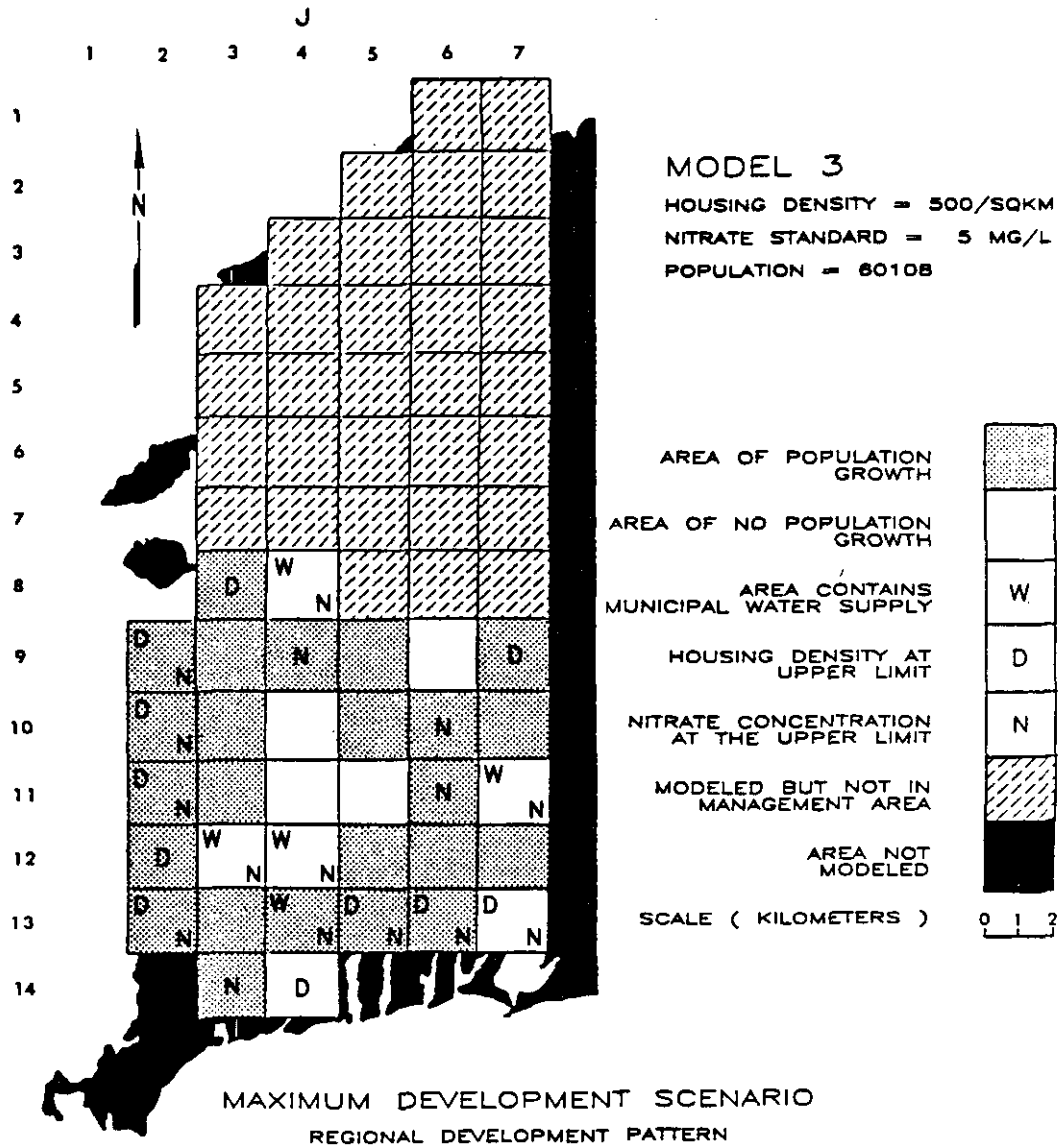 J
1 2 3 4 5 6 7
1
2
3
4
5
6
7
8
9
10
11
12
13
14
N
MODEL 3
HOUSING DENSITY = 500/SQKM
NITRATE STANDARD = 5 MG/L
POPULATION = 60108
D W N
D N N D
D N N
D N N W N
D W N W N
D N W N D N D N D N
N D
AREA OF POPULATION
GROWTH
AREA OF NO POPULATION
GROWTH
AREA CONTAINS
MUNICIPAL WATER SUPPLY
W
HOUSING DENSITY AT
UPPER LIMIT
D
NITRATE CONCENTRATION
AT THE UPPER LIMIT
N
MODELED BUT NOT IN
MANAGEMENT AREA
AREA NOT
MODELED
SCALE ( KILOMETERS )
0 1 2
MAXIMUM DEVELOPMENT SCENARIO
REGIONAL DEVELOPMENT PATTERN